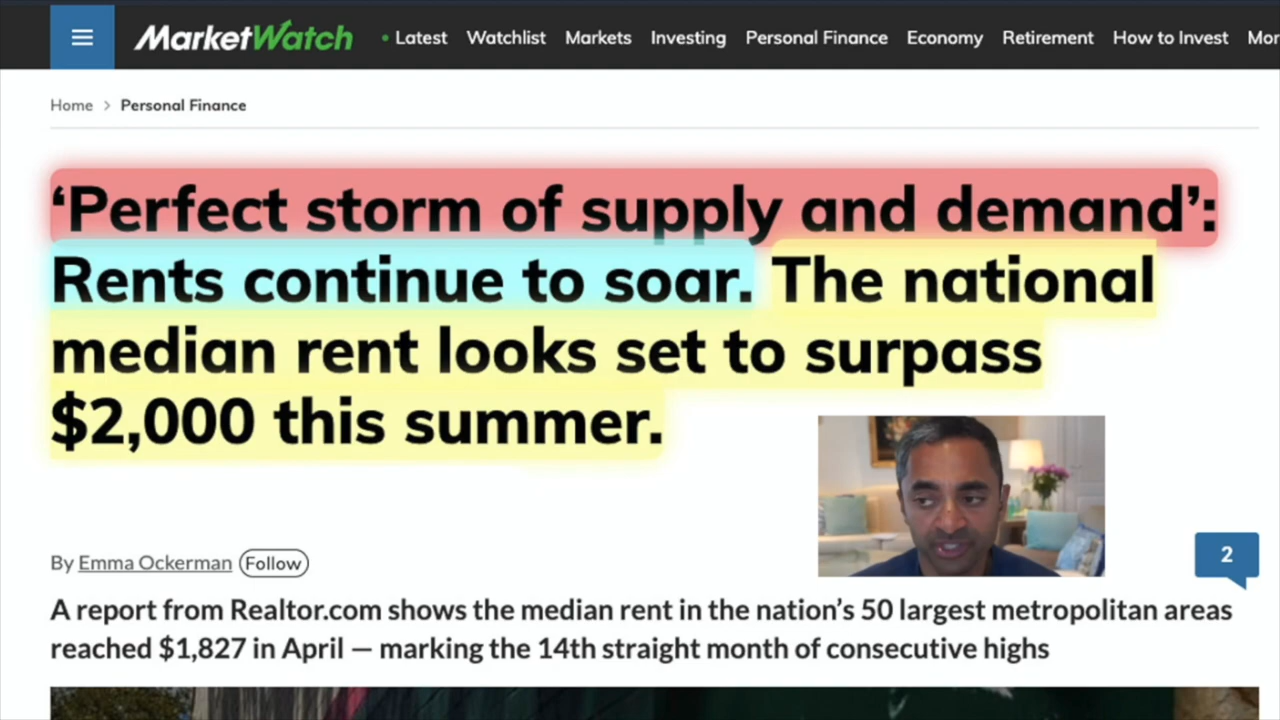 MarketWatch • Latest Watchlist Markets Investing Personal Finance Economy Retirement How to Invest Mor
Home > Personal Finance
‘Perfect storm of supply and demand’:
Rents continue to soar. The national
median rent looks set to surpass
$2,000 this summer.
By Emma Ockerman Follow
2
A report from Realtor.com shows the median rent in the nation’s 50 largest metropolitan areas
reached $1,827 in April — marking the 14th straight month of consecutive highs